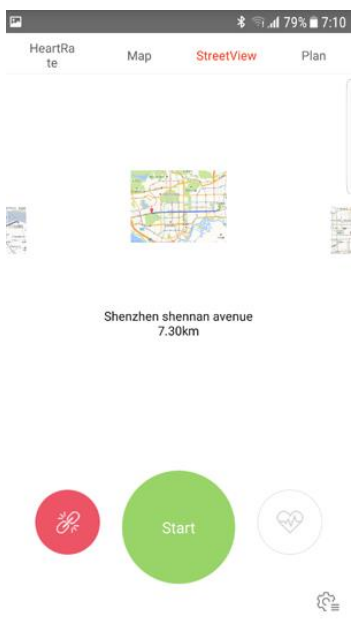 79% 7:10
HeartRa
te
Map
StreetView
Plan
Shenzhen shennan avenue
7.30km
Start